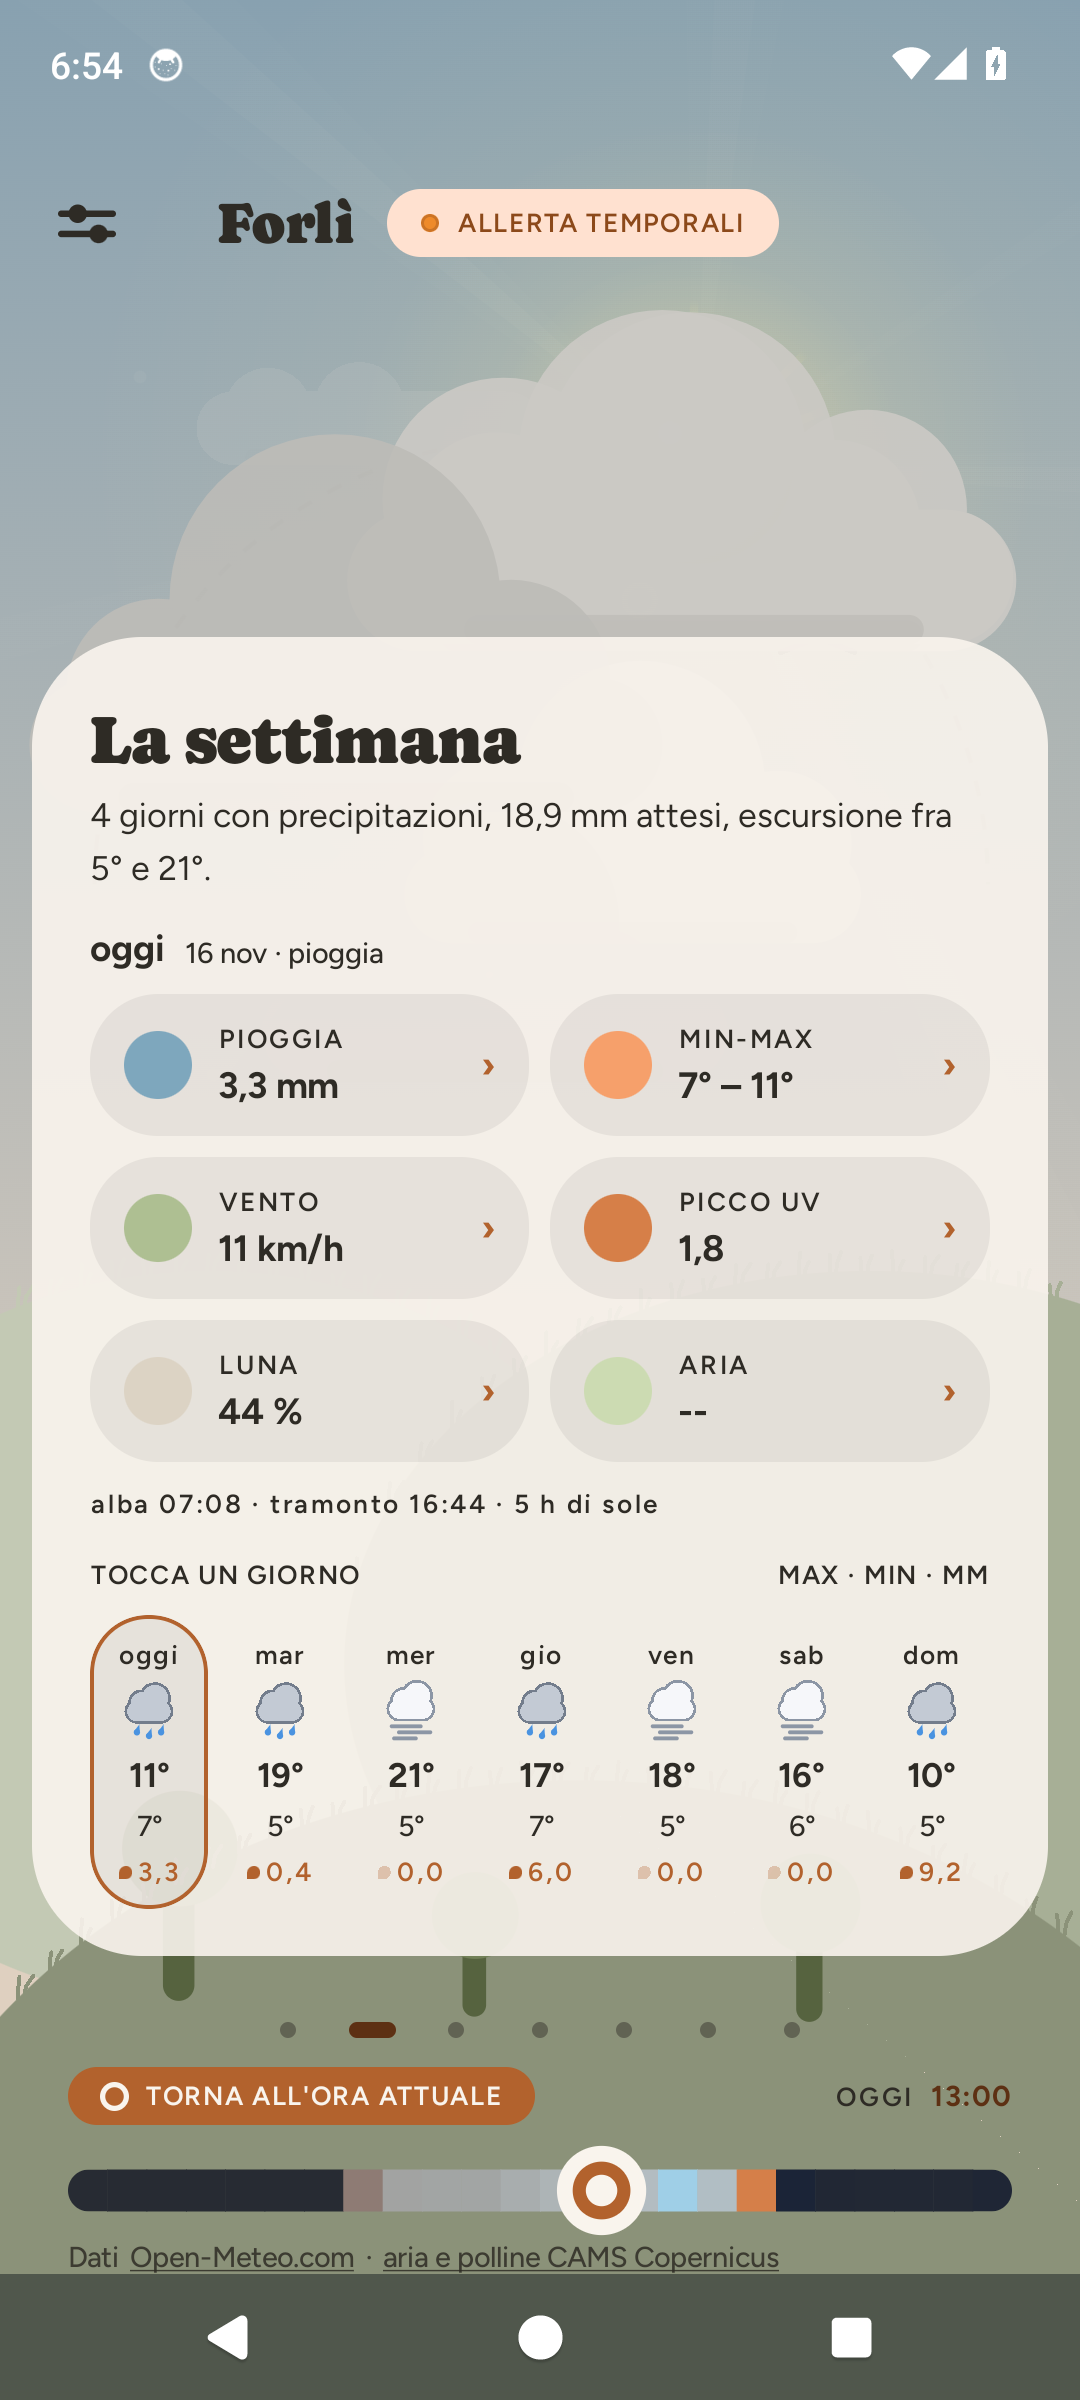 6:54
Forlì
ALLERTA TEMPORALI
La settimana
4 giorni con precipitazioni, 18,9 mm attesi, escursione fra
5° e 21°.
oggi 16 nov · pioggia
PIOGGIA
3,3 mm
›
MIN-MAX
7° – 11°
›
VENTO
11 km/h
›
PICCO UV
1,8
›
LUNA
44 %
›
ARIA
--
›
alba 07:08 · tramonto 16:44 · 5 h di sole
TOCCA UN GIORNO MAX · MIN · MM
oggi mar mer gio ven sab dom
11° 19° 21° 17° 18° 16° 10°
7° 5° 5° 7° 5° 6° 5°
3,3 0,4 0,0 6,0 0,0 0,0 9,2
TORNA ALL'ORA ATTUALE
OGGI 13:00
Dati Open-Meteo.com · aria e polline CAMS Copernicus